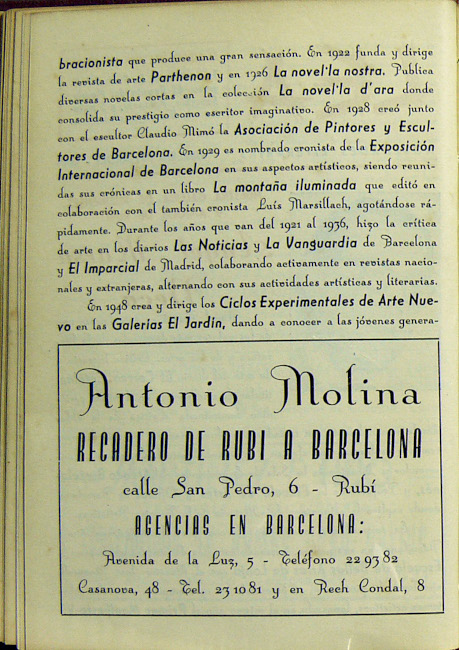 bracionista que produce una gran sensación. En 1922 funda y dirige
la revista de arte Parthenon y en 1926 La novel'la nostra. Publica
diversas novelas cortas en la colección La novel'la d'ara donde
consolida su prestigio como escritor imaginativo. En 1928 creó junto
con el escultor Claudio Mimó la Asociación de Pintores y Escul-
tores de Barcelona. En 1929 es nombrado cronista de la Exposición
Internacional de Barcelona en sus aspectos artísticos, siendo reuni-
das sus crónicas en un libro La montaña iluminada que editó en
colaboración con el también cronista Luís Marsillach, agotándose rá-
pidamente. Durante los años que van del 1921 al 1936, hizo la crítica
de arte en los diarios Las Noticias y La Vanguardia de Barcelona
y El Imparcial de Madrid, colaborando activamente en revistas nacio-
nales y extranjeras, alternando con sus actividades artísticas y literarias.
En 1948 crea y dirige los Ciclos Experimentales de Arte Nue-
vo en las Galerías El Jardín, dando a conocer a las jóvenes genera-
Antonio Molina
RECADERO DE RUBI A BARCELONA
calle San Pedro, 6 - Rubí
AGENCIAS EN BARCELONA:
Avenida de la Luz, 5 - Teléfono 22 93 82
Casanova, 48 - Tel. 23 10 81 y en Rech Condal, 8